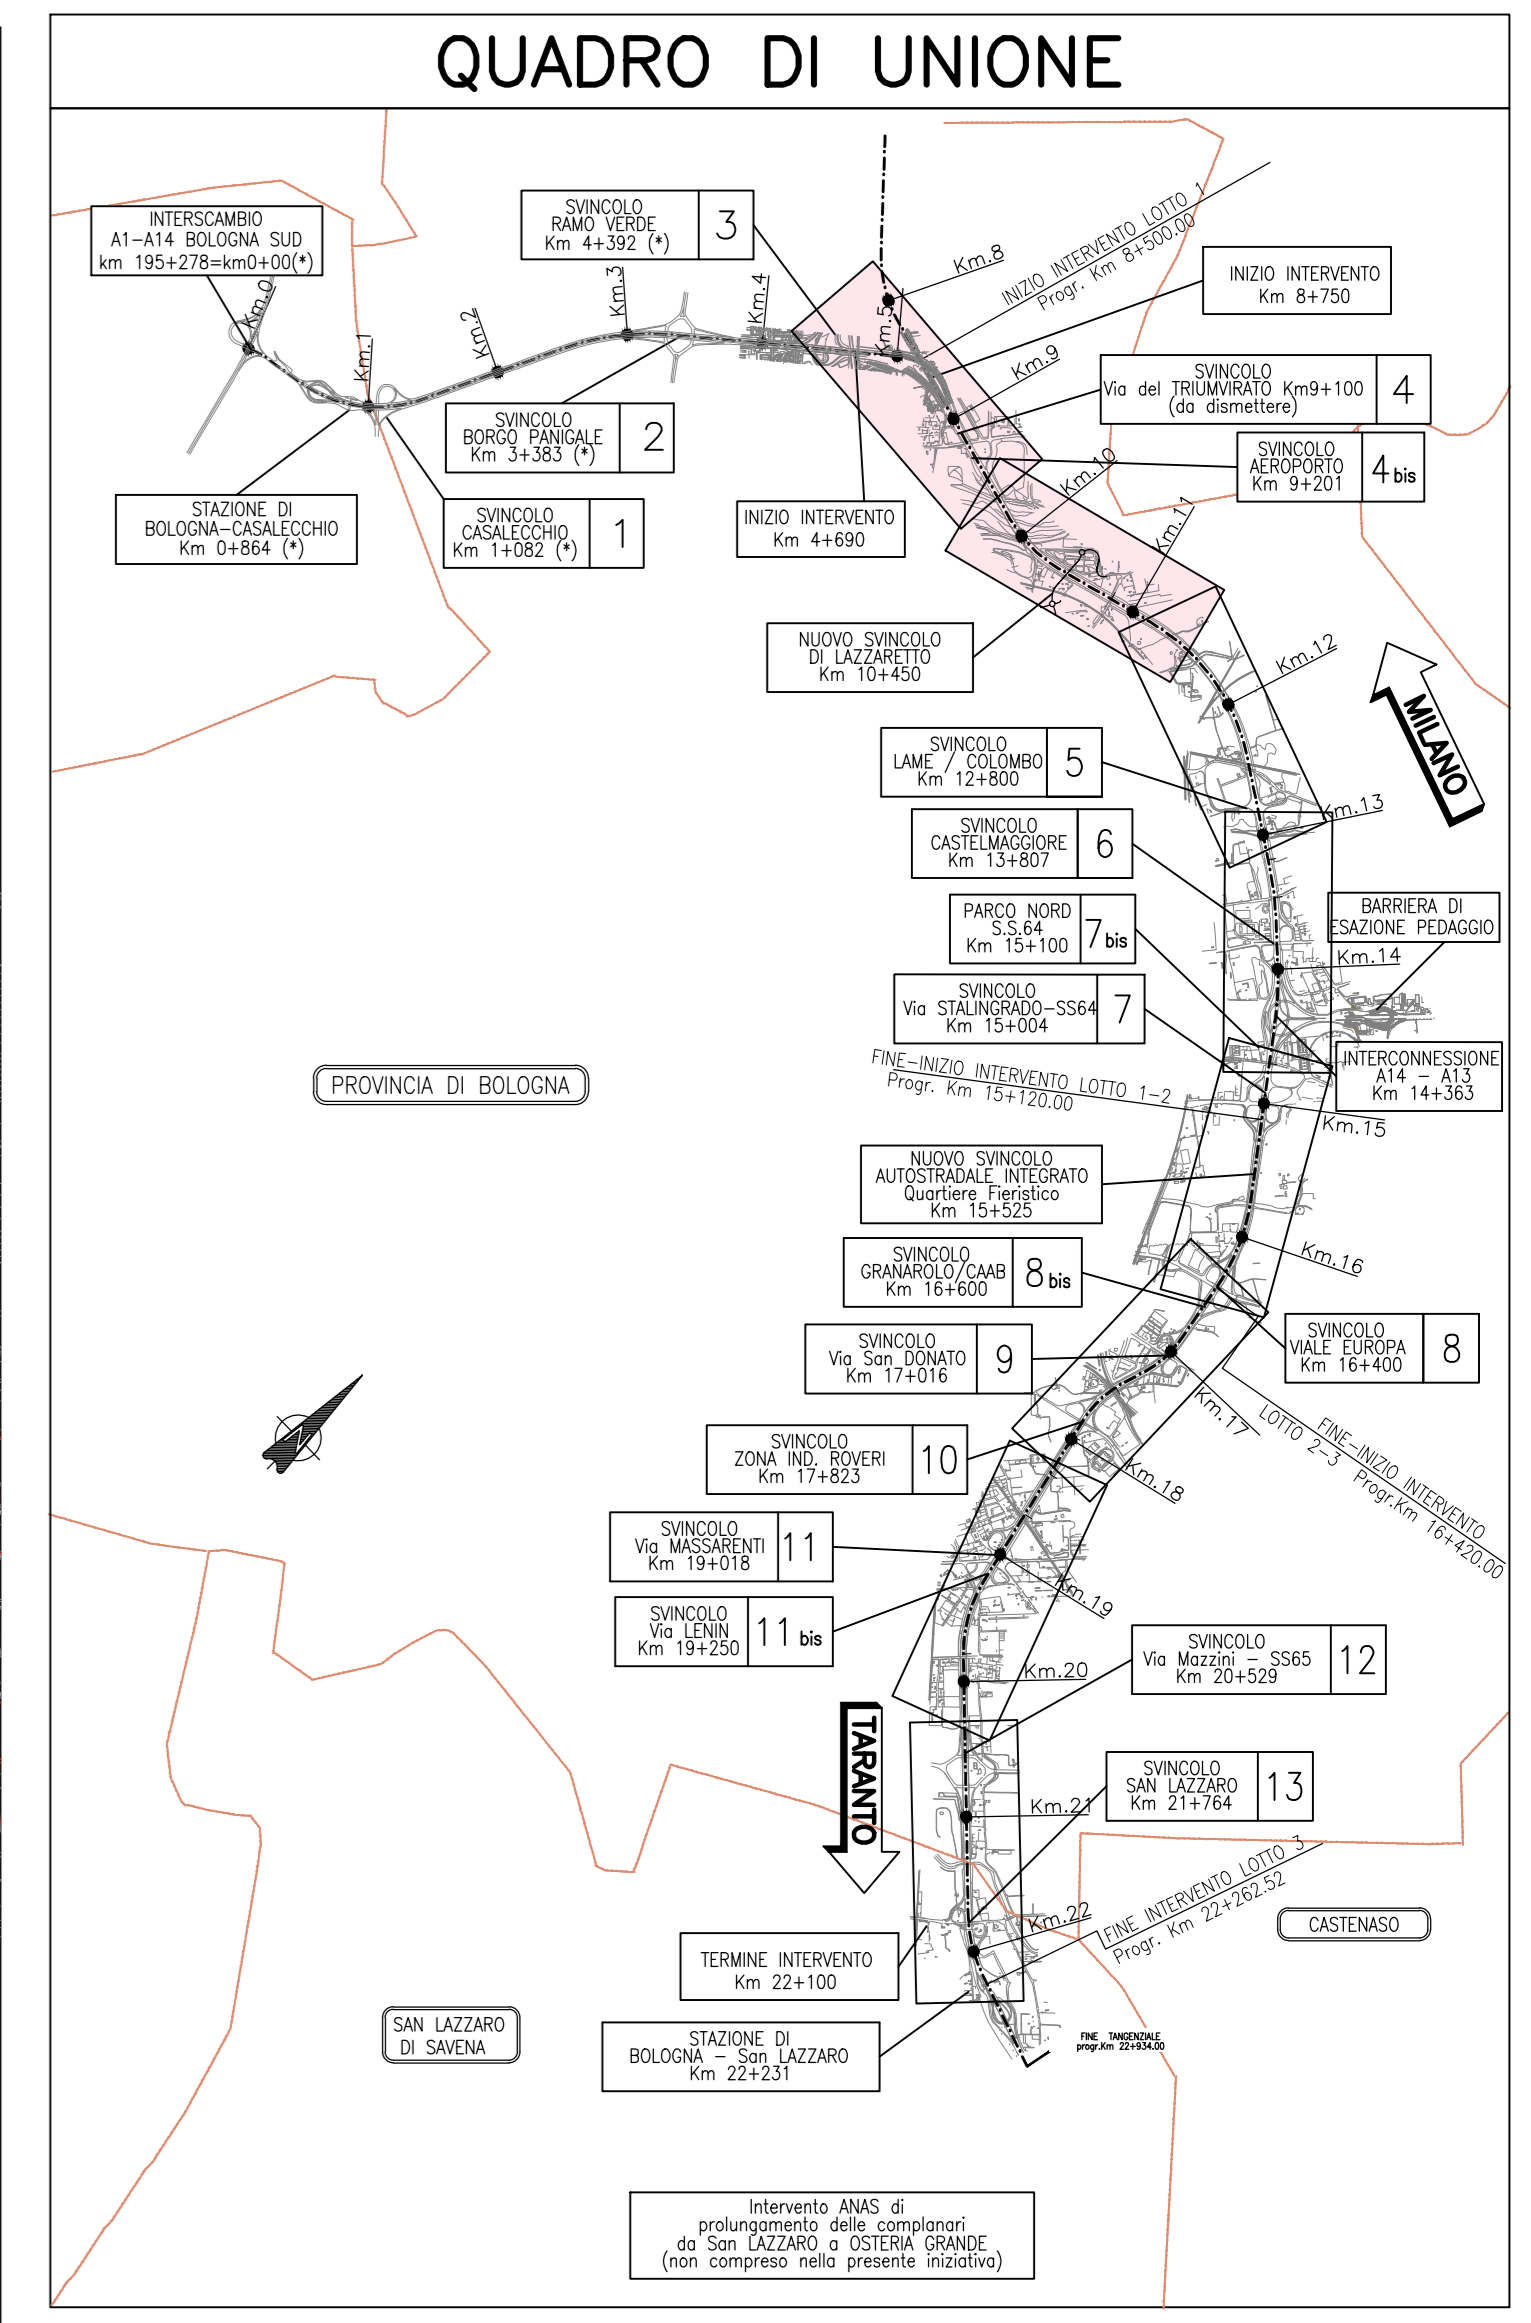 QUADRO DI UNIONE
INTERSCAMBIO
A1-A14 BOLOGNA SUD
km 195+278=km0+00(*)
SVINCOLO
RAMO VERDE
Km 4+392 (*)
3
Km.0
Km.1
Km.2
Km.3
Km.4
Km.5
Km.8
INIZIO INTERVENTO LOTTO 1
Progr. Km 8+500.00
INIZIO INTERVENTO
Km 8+750
Km.9
SVINCOLO
Via del TRIUMVIRATO Km9+100
(da dismettere)
4
SVINCOLO
BORGO PANIGALE
Km 3+383 (*)
2
SVINCOLO
AEROPORTO
Km 9+201
4 bis
Km.10
STAZIONE DI
BOLOGNA-CASALECCHIO
Km 0+864 (*)
SVINCOLO
CASALECCHIO
Km 1+082 (*)
1
INIZIO INTERVENTO
Km 4+690
Km.11
NUOVO SVINCOLO
DI LAZZARETTO
Km 10+450
Km.12
MILANO
SVINCOLO
LAME / COLOMBO
Km 12+800
5
Km.13
SVINCOLO
CASTELMAGGIORE
Km 13+807
6
PARCO NORD
S.S.64
Km 15+100
7 bis
BARRIERA DI
ESAZIONE PEDAGGIO
Km.14
SVINCOLO
Via STALINGRADO-SS64
Km 15+004
7
FINE-INIZIO INTERVENTO LOTTO 1-2
Progr. Km 15+120.00
INTERCONNESSIONE
A14 - A13
Km 14+363
PROVINCIA DI BOLOGNA
Km.15
NUOVO SVINCOLO
AUTOSTRADALE INTEGRATO
Quartiere Fieristico
Km 15+525
SVINCOLO
GRANAROLO/CAAB
Km 16+600
8 bis
Km.16
SVINCOLO
Via San DONATO
Km 17+016
9
SVINCOLO
VIALE EUROPA
Km 16+400
8
Km.17
FINE-INIZIO INTERVENTO
LOTTO 2-3 Progr.Km 16+420.00
SVINCOLO
ZONA IND. ROVERI
Km 17+823
10
Km.18
SVINCOLO
Via MASSARENTI
Km 19+018
11
Km.19
SVINCOLO
Via LENIN
Km 19+250
11 bis
SVINCOLO
Via Mazzini - SS65
Km 20+529
12
Km.20
TARANTO
SVINCOLO
SAN LAZZARO
Km 21+764
13
Km.21
FINE INTERVENTO LOTTO 3
Progr. Km 22+262.52
Km.22
CASTENASO
TERMINE INTERVENTO
Km 22+100
SAN LAZZARO
DI SAVENA
STAZIONE DI
BOLOGNA - San LAZZARO
Km 22+231
FINE TANGENZIALE
progr.Km 22+934.00
Intervento ANAS di
prolungamento delle complanari
da San LAZZARO a OSTERIA GRANDE
(non compreso nella presente iniziativa)